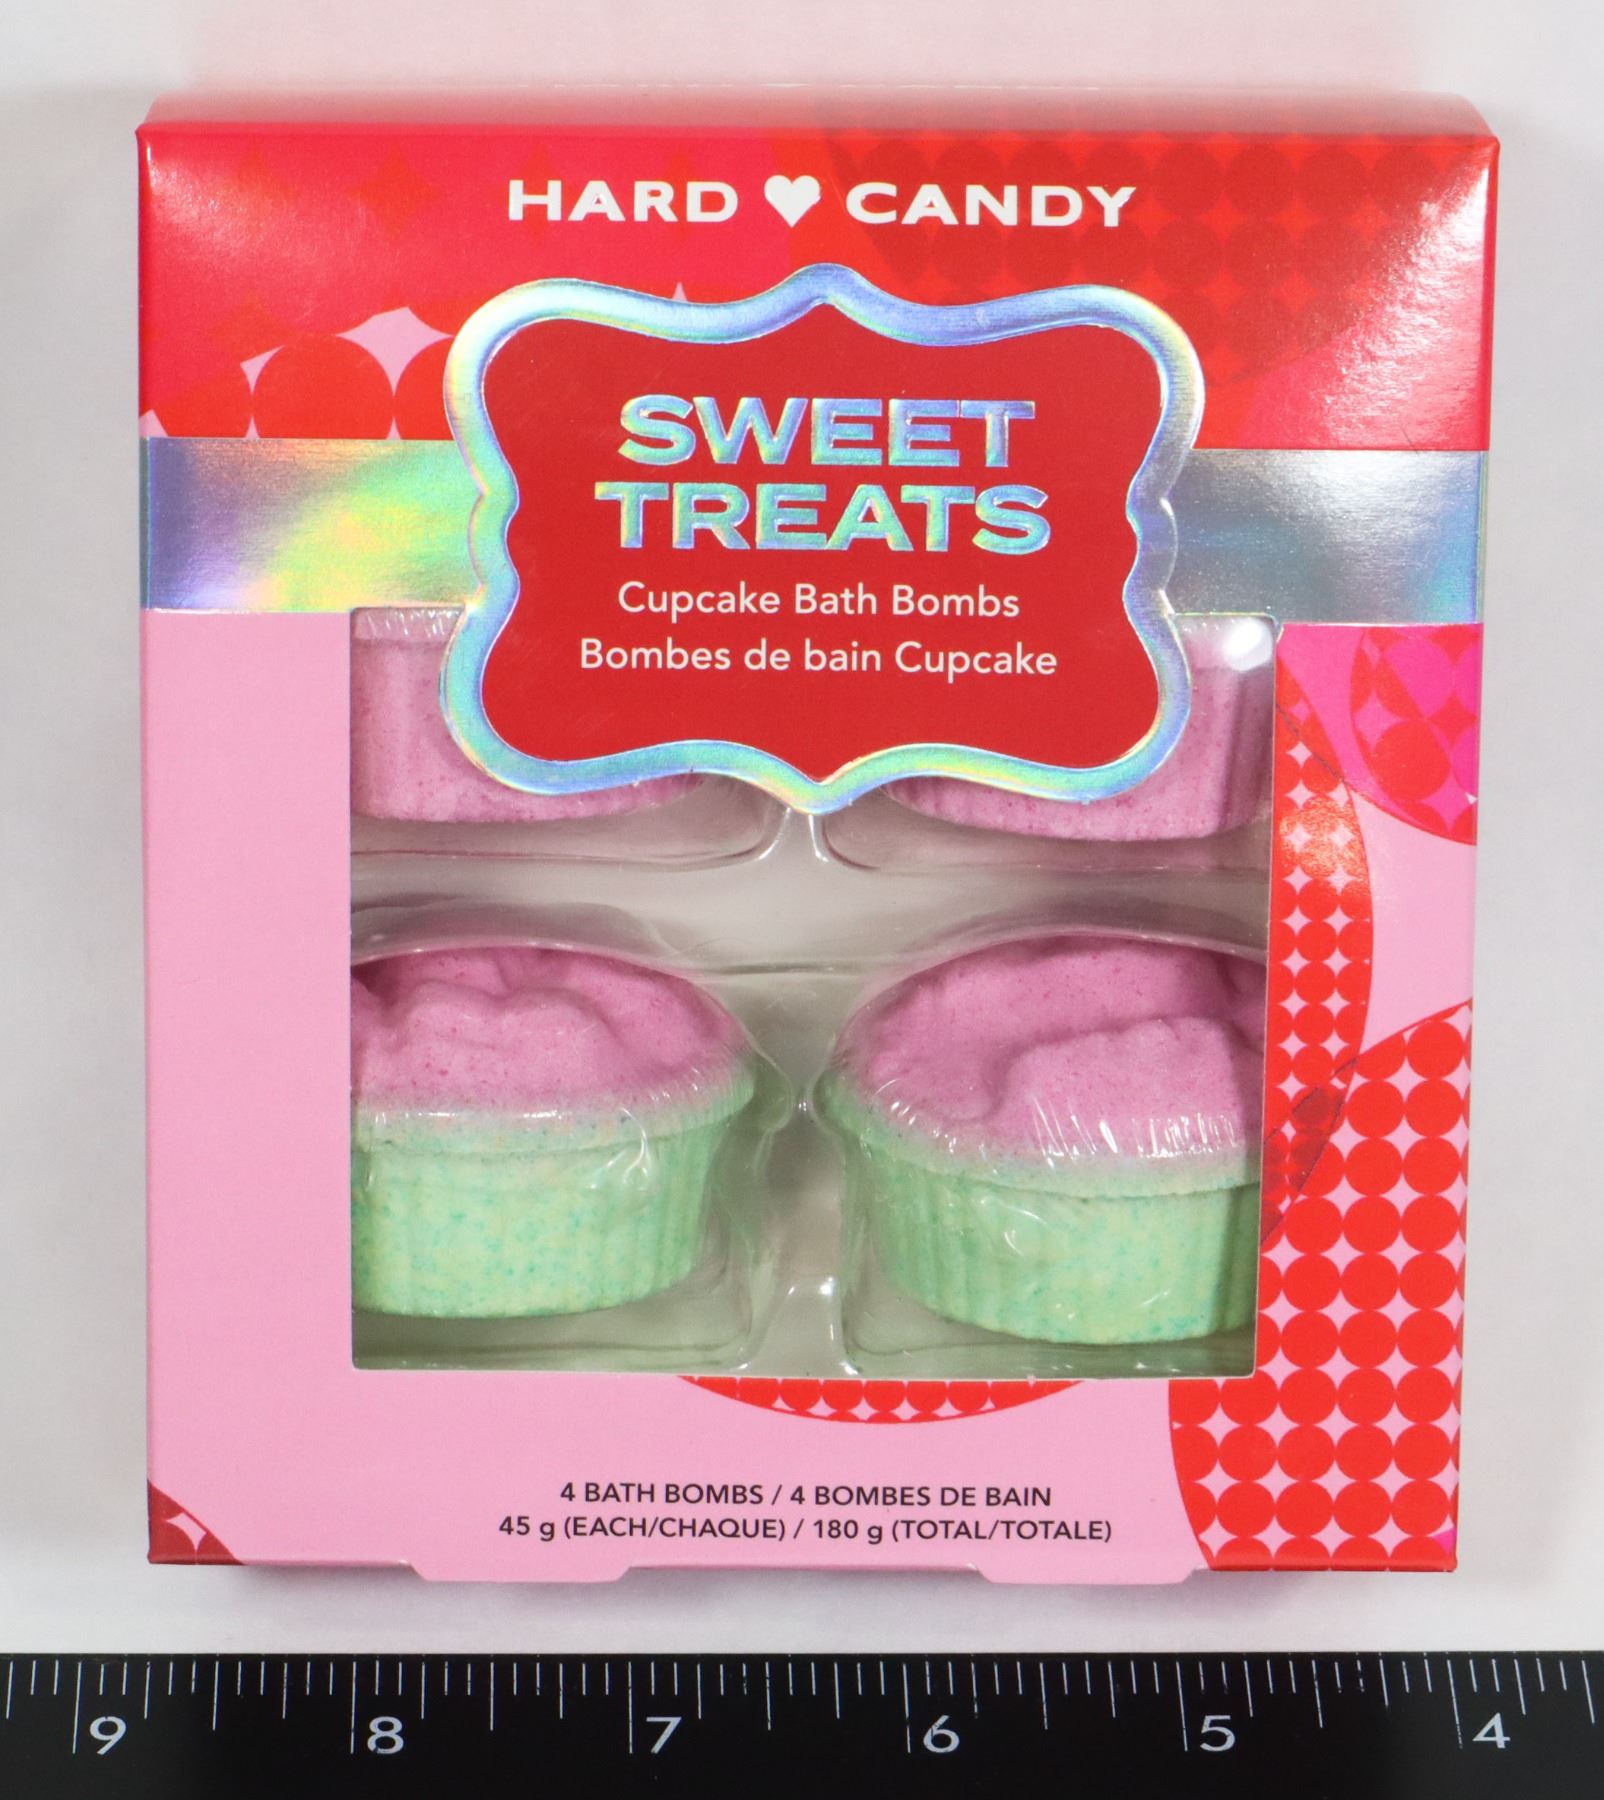 HARD ♥ CANDY
SWEET
TREATS
Cupcake Bath Bombs
Bombes de bain Cupcake
4 BATH BOMBS / 4 BOMBES DE BAIN
45 g (EACH/CHAQUE) / 180 g (TOTAL/TOTALE)
9 8 7 6 5 4